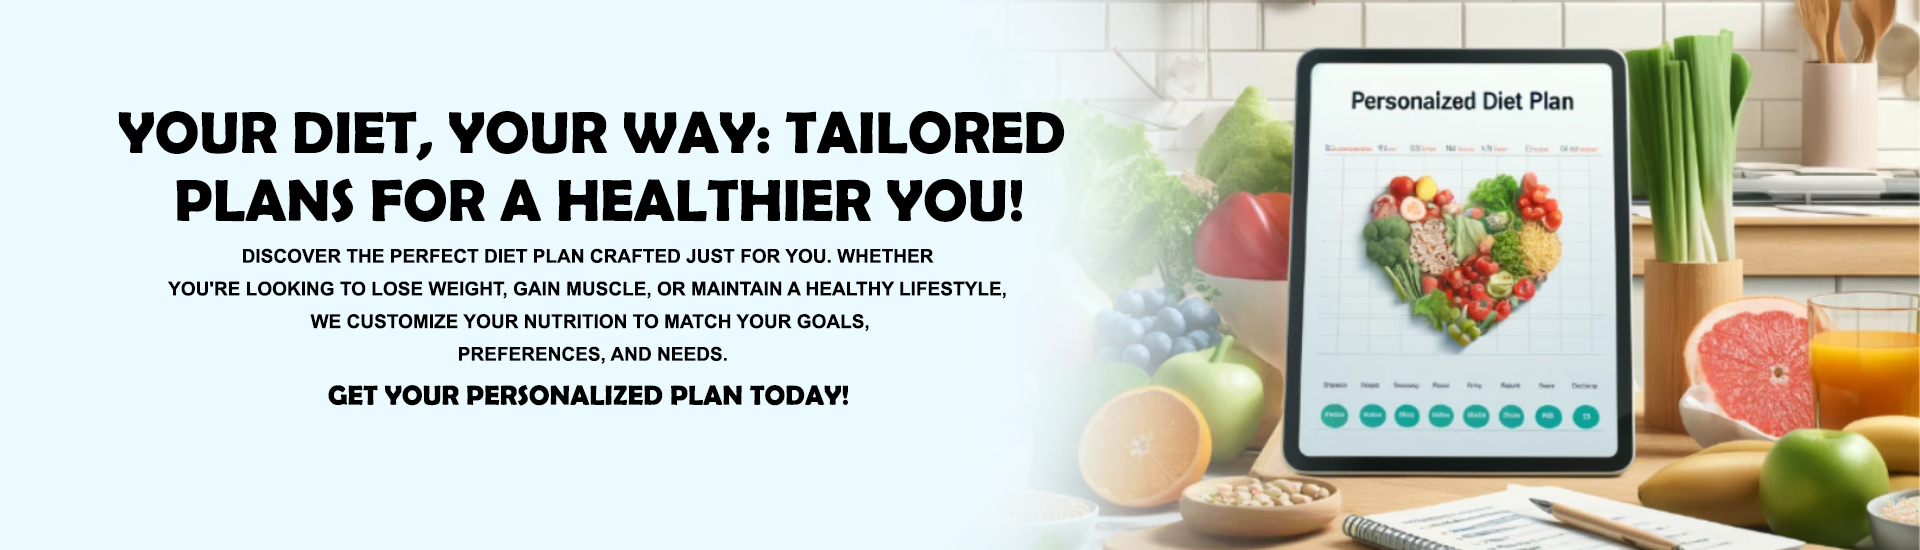 YOUR DIET, YOUR WAY: TAILORED
PLANS FOR A HEALTHIER YOU!
DISCOVER THE PERFECT DIET PLAN CRAFTED JUST FOR YOU. WHETHER
YOU'RE LOOKING TO LOSE WEIGHT, GAIN MUSCLE, OR MAINTAIN A HEALTHY LIFESTYLE,
WE CUSTOMIZE YOUR NUTRITION TO MATCH YOUR GOALS,
PREFERENCES, AND NEEDS.
GET YOUR PERSONALIZED PLAN TODAY!
Personaized Diet Plan